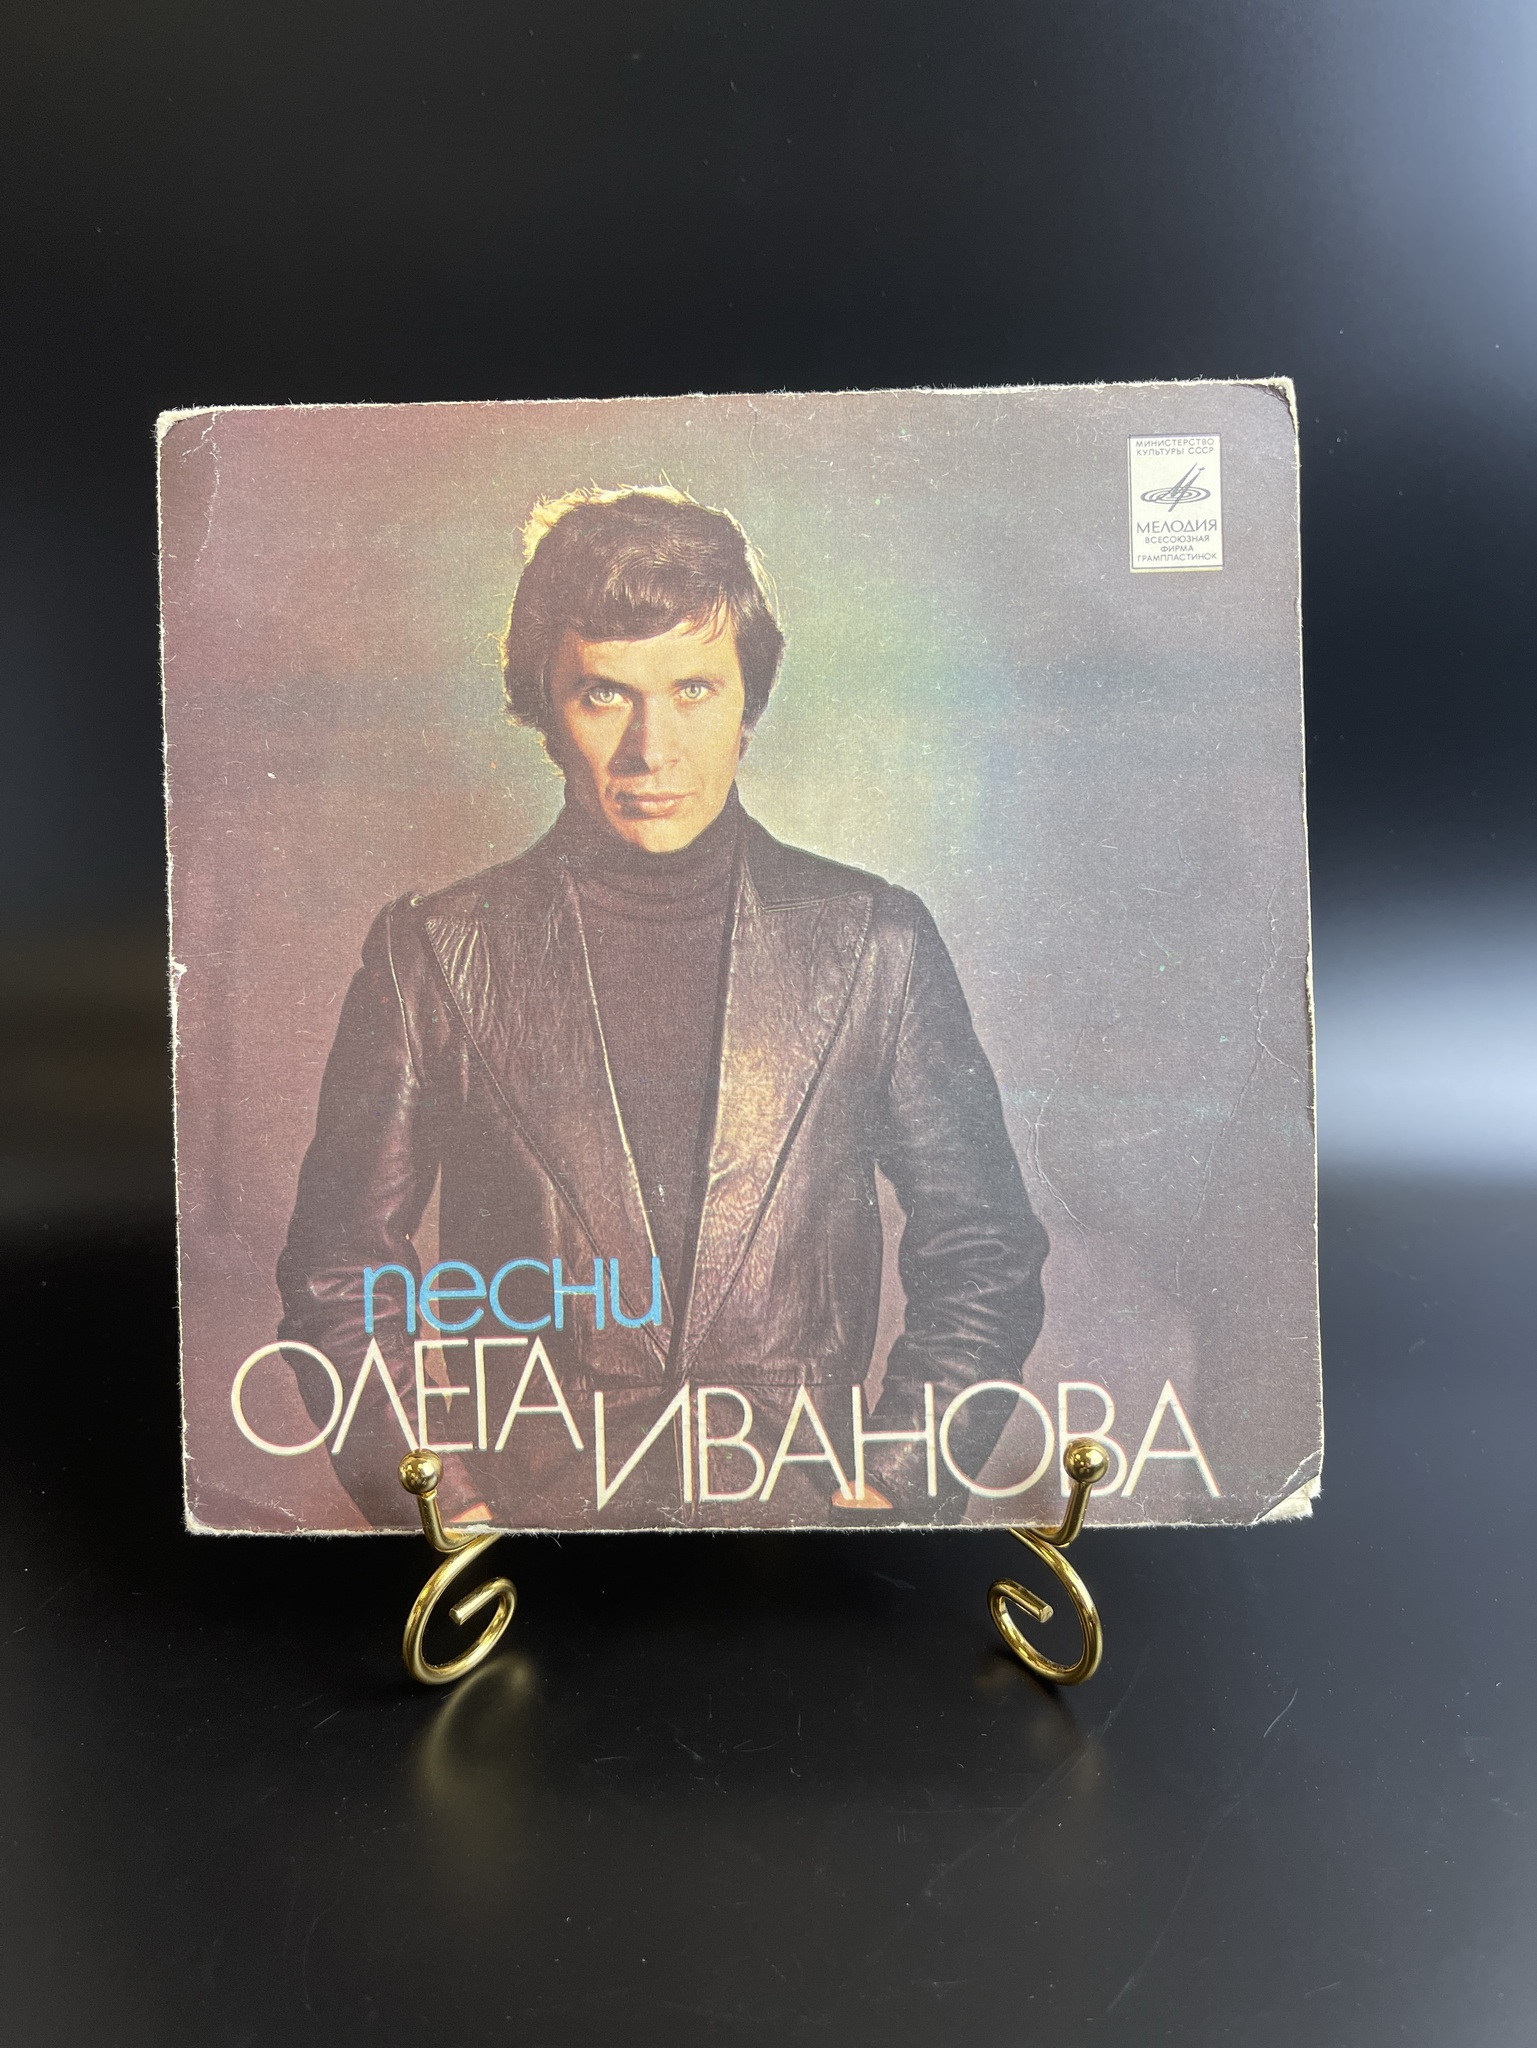 МИНИСТЕРСТВО
КУЛЬТУРЫ СССР
МЕЛОДИЯ
ВСЕСОЮЗНАЯ
ФИРМА
ГРАМПЛАСТИНОК
песни
ОЛЕГА
ИВАНОВА